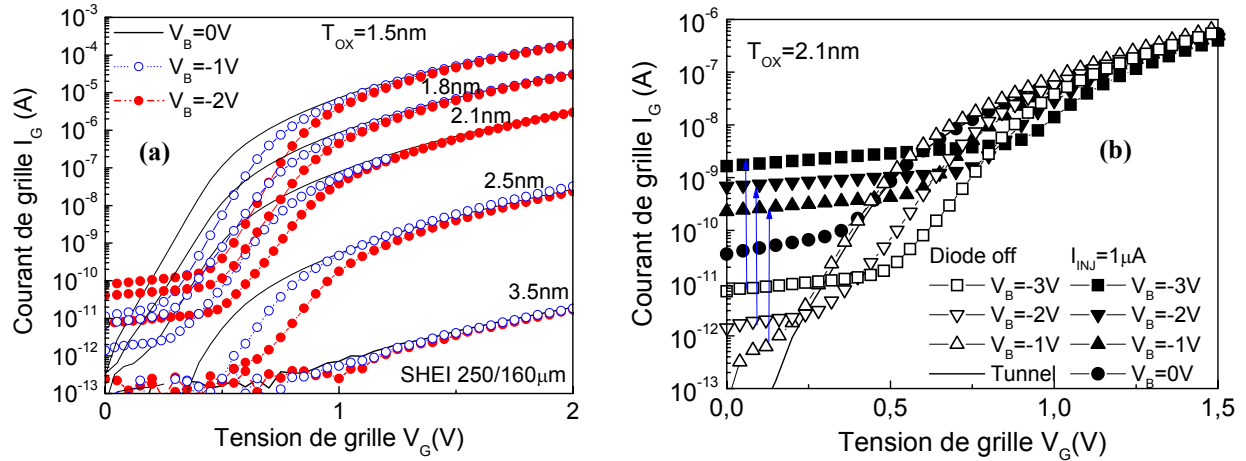 10⁻³
10⁻⁴
10⁻⁵
10⁻⁶
10⁻⁷
10⁻⁸
10⁻⁹
10⁻¹⁰
10⁻¹¹
10⁻¹²
10⁻¹³
Courant de grille I_G (A)
V_B=0V
V_B=-1V
V_B=-2V
T_OX=1.5nm
1.8nm
2.1nm
(a)
2.5nm
3.5nm
SHEI 250/160µm
0
1
2
Tension de grille V_G(V)
10⁻⁶
10⁻⁷
10⁻⁸
10⁻⁹
10⁻¹⁰
10⁻¹¹
10⁻¹²
10⁻¹³
Courant de grille I_G (A)
T_OX=2.1nm
(b)
Diode off I_INJ=1µA
V_B=-3V V_B=-3V
V_B=-2V V_B=-2V
V_B=-1V V_B=-1V
Tunnel V_B=0V
0,0
0,5
1,0
1,5
Tension de grille V_G(V)